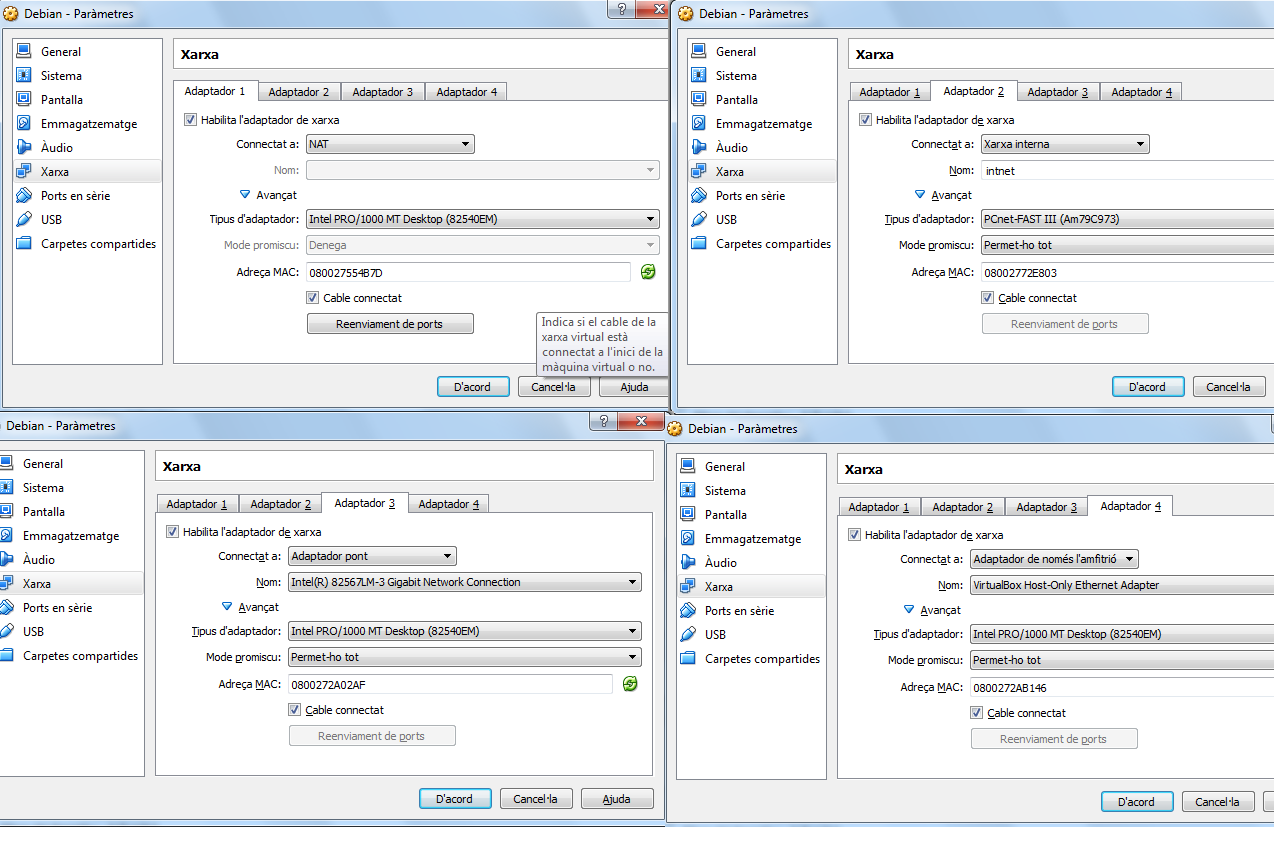 Debian - Paràmetres
?
General
Sistema
Pantalla
Emmagatzematge
Àudio
Xarxa
Ports en sèrie
USB
Carpetes compartides
Xarxa
Adaptador 1 Adaptador 2 Adaptador 3 Adaptador 4
Habilita l'adaptador de xarxa
Connectat a: NAT
Nom:
Avançat
Tipus d'adaptador: Intel PRO/1000 MT Desktop (82540EM)
Mode promiscu: Denega
Adreça MAC: 080027554B7D
Cable connectat
Reenviament de ports
Indica si el cable de la
xarxa virtual està
connectat a l'inici de la
màquina virtual o no.
D'acord Cancel·la Ajuda
Debian - Paràmetres
General
Sistema
Pantalla
Emmagatzematge
Àudio
Xarxa
Ports en sèrie
USB
Carpetes compartides
Xarxa
Adaptador 1 Adaptador 2 Adaptador 3 Adaptador 4
Habilita l'adaptador de xarxa
Connectat a: Xarxa interna
Nom: intnet
Avançat
Tipus d'adaptador: PCnet-FAST III (Am79C973)
Mode promiscu: Permet-ho tot
Adreça MAC: 08002772E803
Cable connectat
Reenviament de ports
D'acord Cancel·la
Debian - Paràmetres
?
General
Sistema
Pantalla
Emmagatzematge
Àudio
Xarxa
Ports en sèrie
USB
Carpetes compartides
Xarxa
Adaptador 1 Adaptador 2 Adaptador 3 Adaptador 4
Habilita l'adaptador de xarxa
Connectat a: Adaptador pont
Nom: Intel(R) 82567LM-3 Gigabit Network Connection
Avançat
Tipus d'adaptador: Intel PRO/1000 MT Desktop (82540EM)
Mode promiscu: Permet-ho tot
Adreça MAC: 0800272A02AF
Cable connectat
Reenviament de ports
D'acord Cancel·la Ajuda
Debian - Paràmetres
General
Sistema
Pantalla
Emmagatzematge
Àudio
Xarxa
Ports en sèrie
USB
Carpetes compartides
Xarxa
Adaptador 1 Adaptador 2 Adaptador 3 Adaptador 4
Habilita l'adaptador de xarxa
Connectat a: Adaptador de només l'amfitrió
Nom: VirtualBox Host-Only Ethernet Adapter
Avançat
Tipus d'adaptador: Intel PRO/1000 MT Desktop (82540EM)
Mode promiscu: Permet-ho tot
Adreça MAC: 0800272AB146
Cable connectat
Reenviament de ports
D'acord Cancel·la